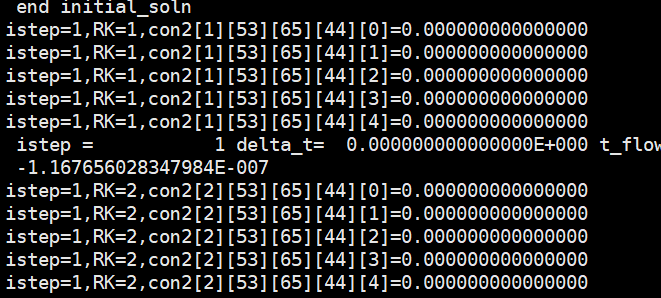 end initial_soln
istep=1,RK=1,con2[1][53][65][44][0]=0.000000000000000
istep=1,RK=1,con2[1][53][65][44][1]=0.000000000000000
istep=1,RK=1,con2[1][53][65][44][2]=0.000000000000000
istep=1,RK=1,con2[1][53][65][44][3]=0.000000000000000
istep=1,RK=1,con2[1][53][65][44][4]=0.000000000000000
istep = 1 delta_t= 0.000000000000000E+000 t_flow
-1.167656028347984E-007
istep=1,RK=2,con2[2][53][65][44][0]=0.000000000000000
istep=1,RK=2,con2[2][53][65][44][1]=0.000000000000000
istep=1,RK=2,con2[2][53][65][44][2]=0.000000000000000
istep=1,RK=2,con2[2][53][65][44][3]=0.000000000000000
istep=1,RK=2,con2[2][53][65][44][4]=0.000000000000000